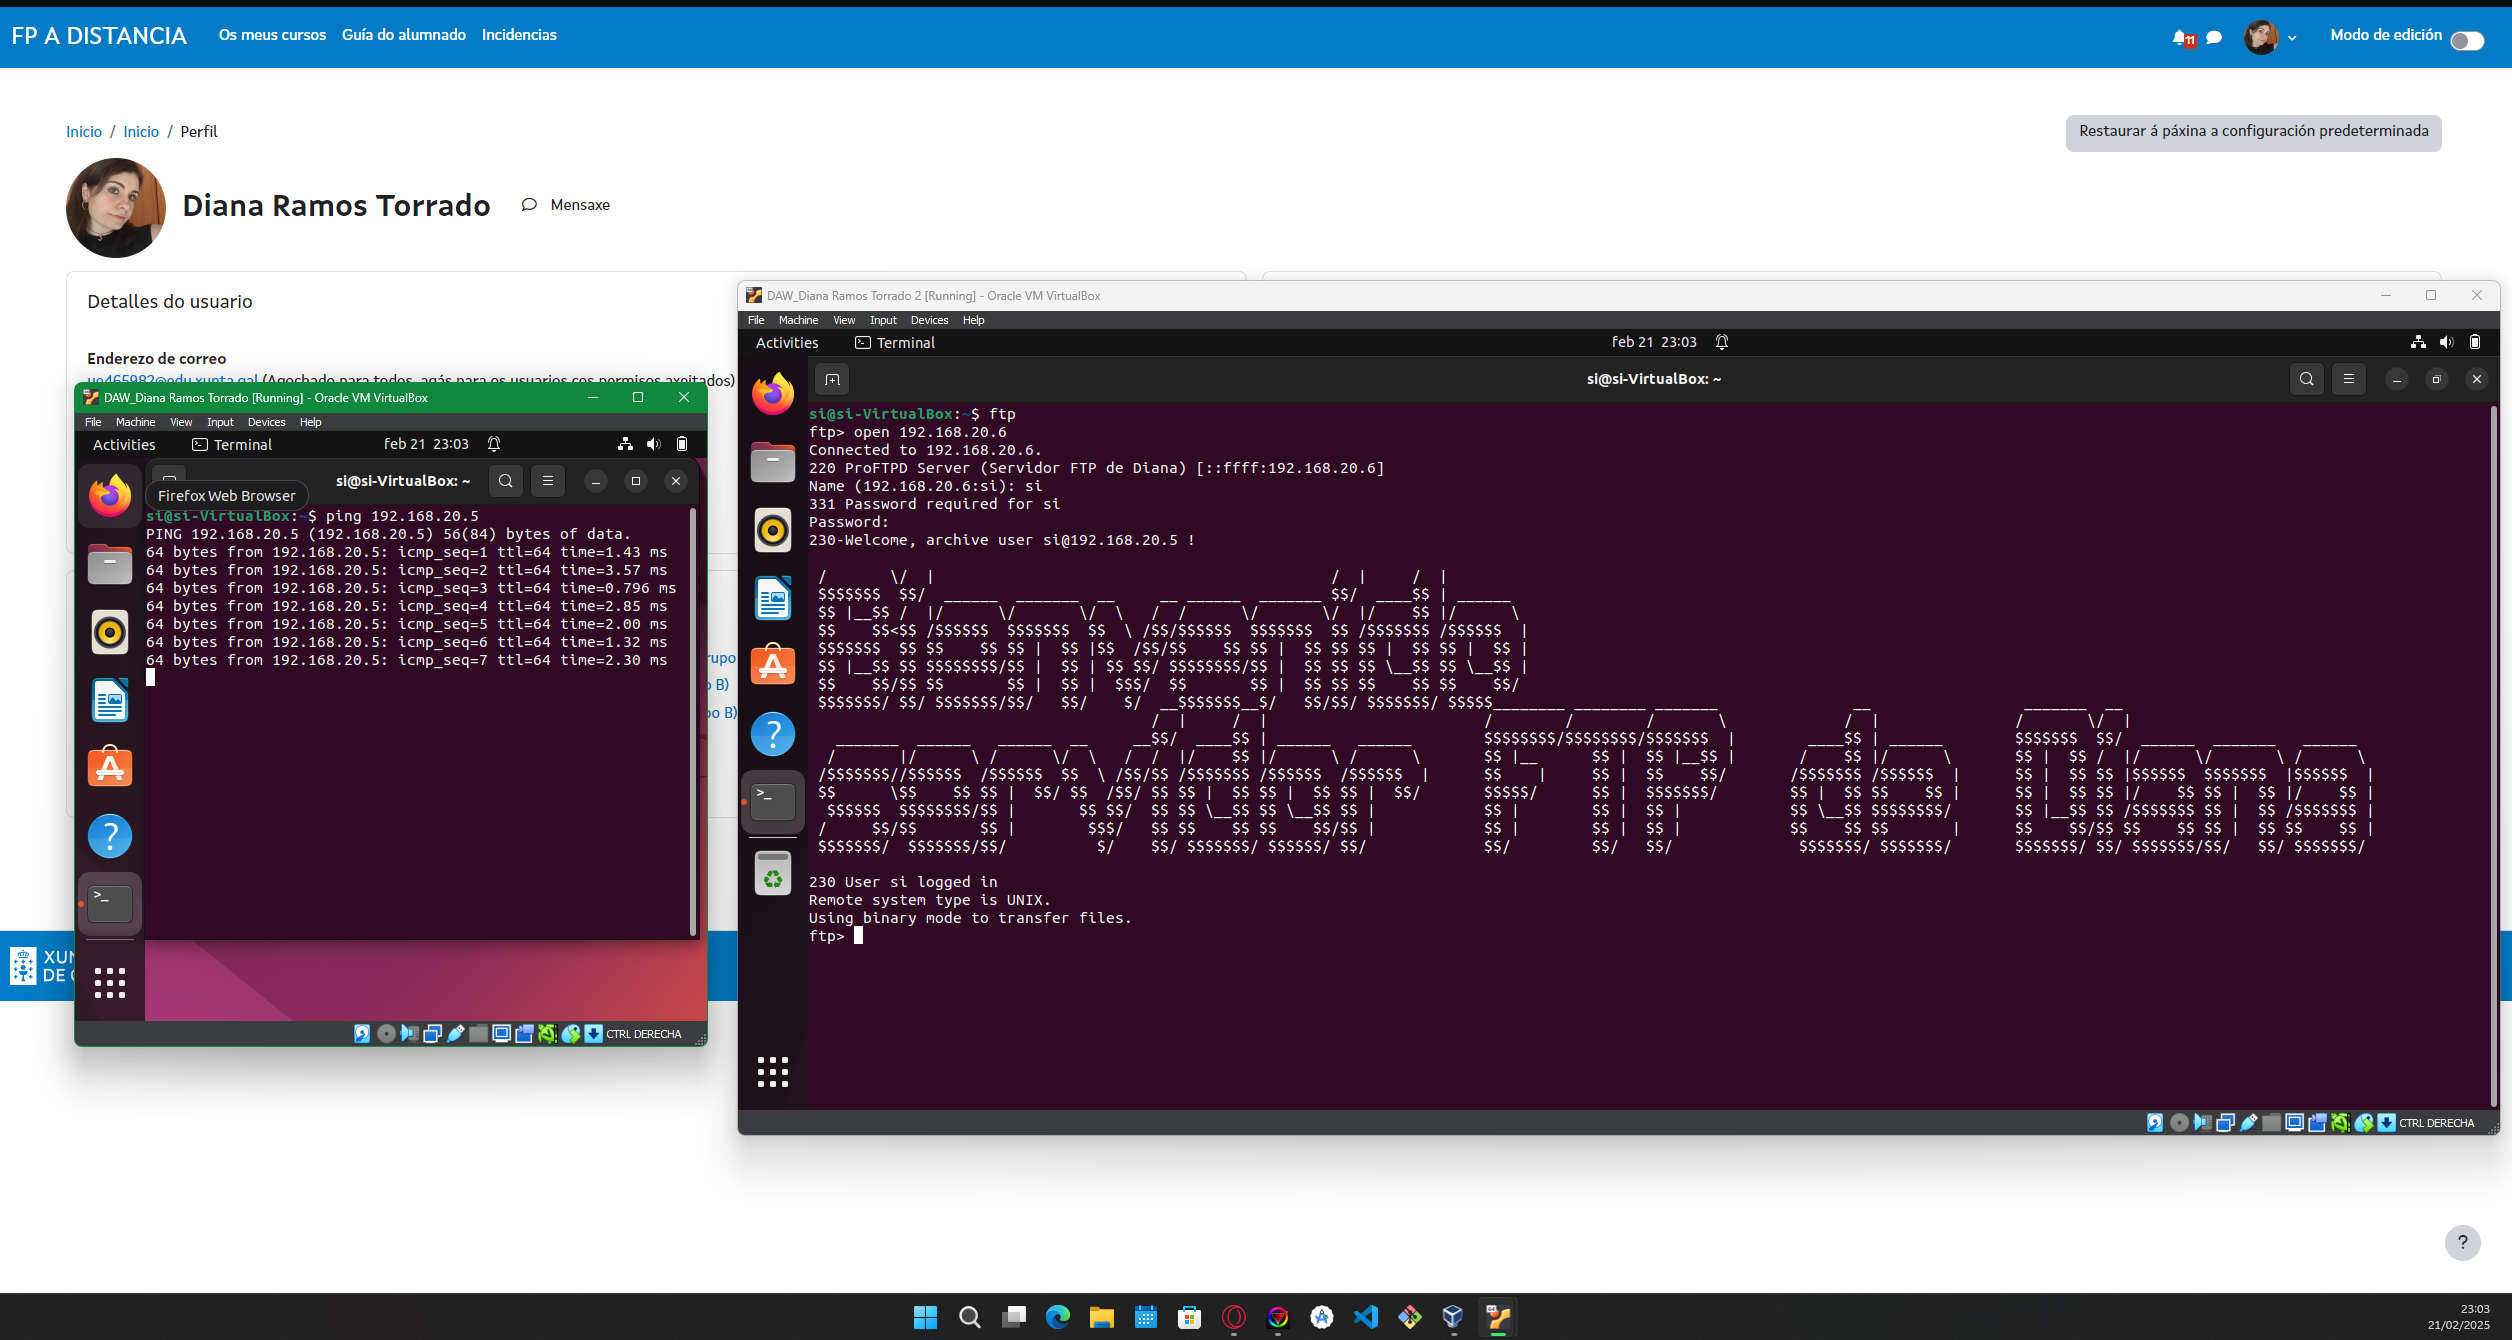 FP A DISTANCIA
Os meus cursos
Guía do alumnado
Incidencias
11
Modo de edición
Inicio / Inicio / Perfil
Restaurar á páxina a configuración predeterminada
Diana Ramos Torrado
Mensaxe
Detalles do usuario
Enderezo de correo
(Agochado para todos, agás para os usuarios cos permisos axeitados)
DAW_Diana Ramos Torrado [Running] - Oracle VM VirtualBox
File Machine View Input Devices Help
Activities
Terminal
feb 21 23:03
si@si-VirtualBox: ~
Firefox Web Browser
si@si-VirtualBox:~$ ping 192.168.20.5
PING 192.168.20.5 (192.168.20.5) 56(84) bytes of data.
64 bytes from 192.168.20.5: icmp_seq=1 ttl=64 time=1.43 ms
64 bytes from 192.168.20.5: icmp_seq=2 ttl=64 time=3.57 ms
64 bytes from 192.168.20.5: icmp_seq=3 ttl=64 time=0.796 ms
64 bytes from 192.168.20.5: icmp_seq=4 ttl=64 time=2.85 ms
64 bytes from 192.168.20.5: icmp_seq=5 ttl=64 time=2.00 ms
64 bytes from 192.168.20.5: icmp_seq=6 ttl=64 time=1.32 ms
64 bytes from 192.168.20.5: icmp_seq=7 ttl=64 time=2.30 ms
CTRL DERECHA
DAW_Diana Ramos Torrado 2 [Running] - Oracle VM VirtualBox
File Machine View Input Devices Help
Activities
Terminal
feb 21 23:03
si@si-VirtualBox: ~
si@si-VirtualBox:~$ ftp
ftp> open 192.168.20.6
Connected to 192.168.20.6.
220 ProFTPD Server (Servidor FTP de Diana) [::ffff:192.168.20.6]
Name (192.168.20.6:si): si
331 Password required for si
Password:
230-Welcome, archive user si@192.168.20.5 !
Bienvenido
servidor FTP de Diana
230 User si logged in
Remote system type is UNIX.
Using binary mode to transfer files.
ftp>
CTRL DERECHA
B)
B)
XUN
DE
?
23:03
21/02/2025